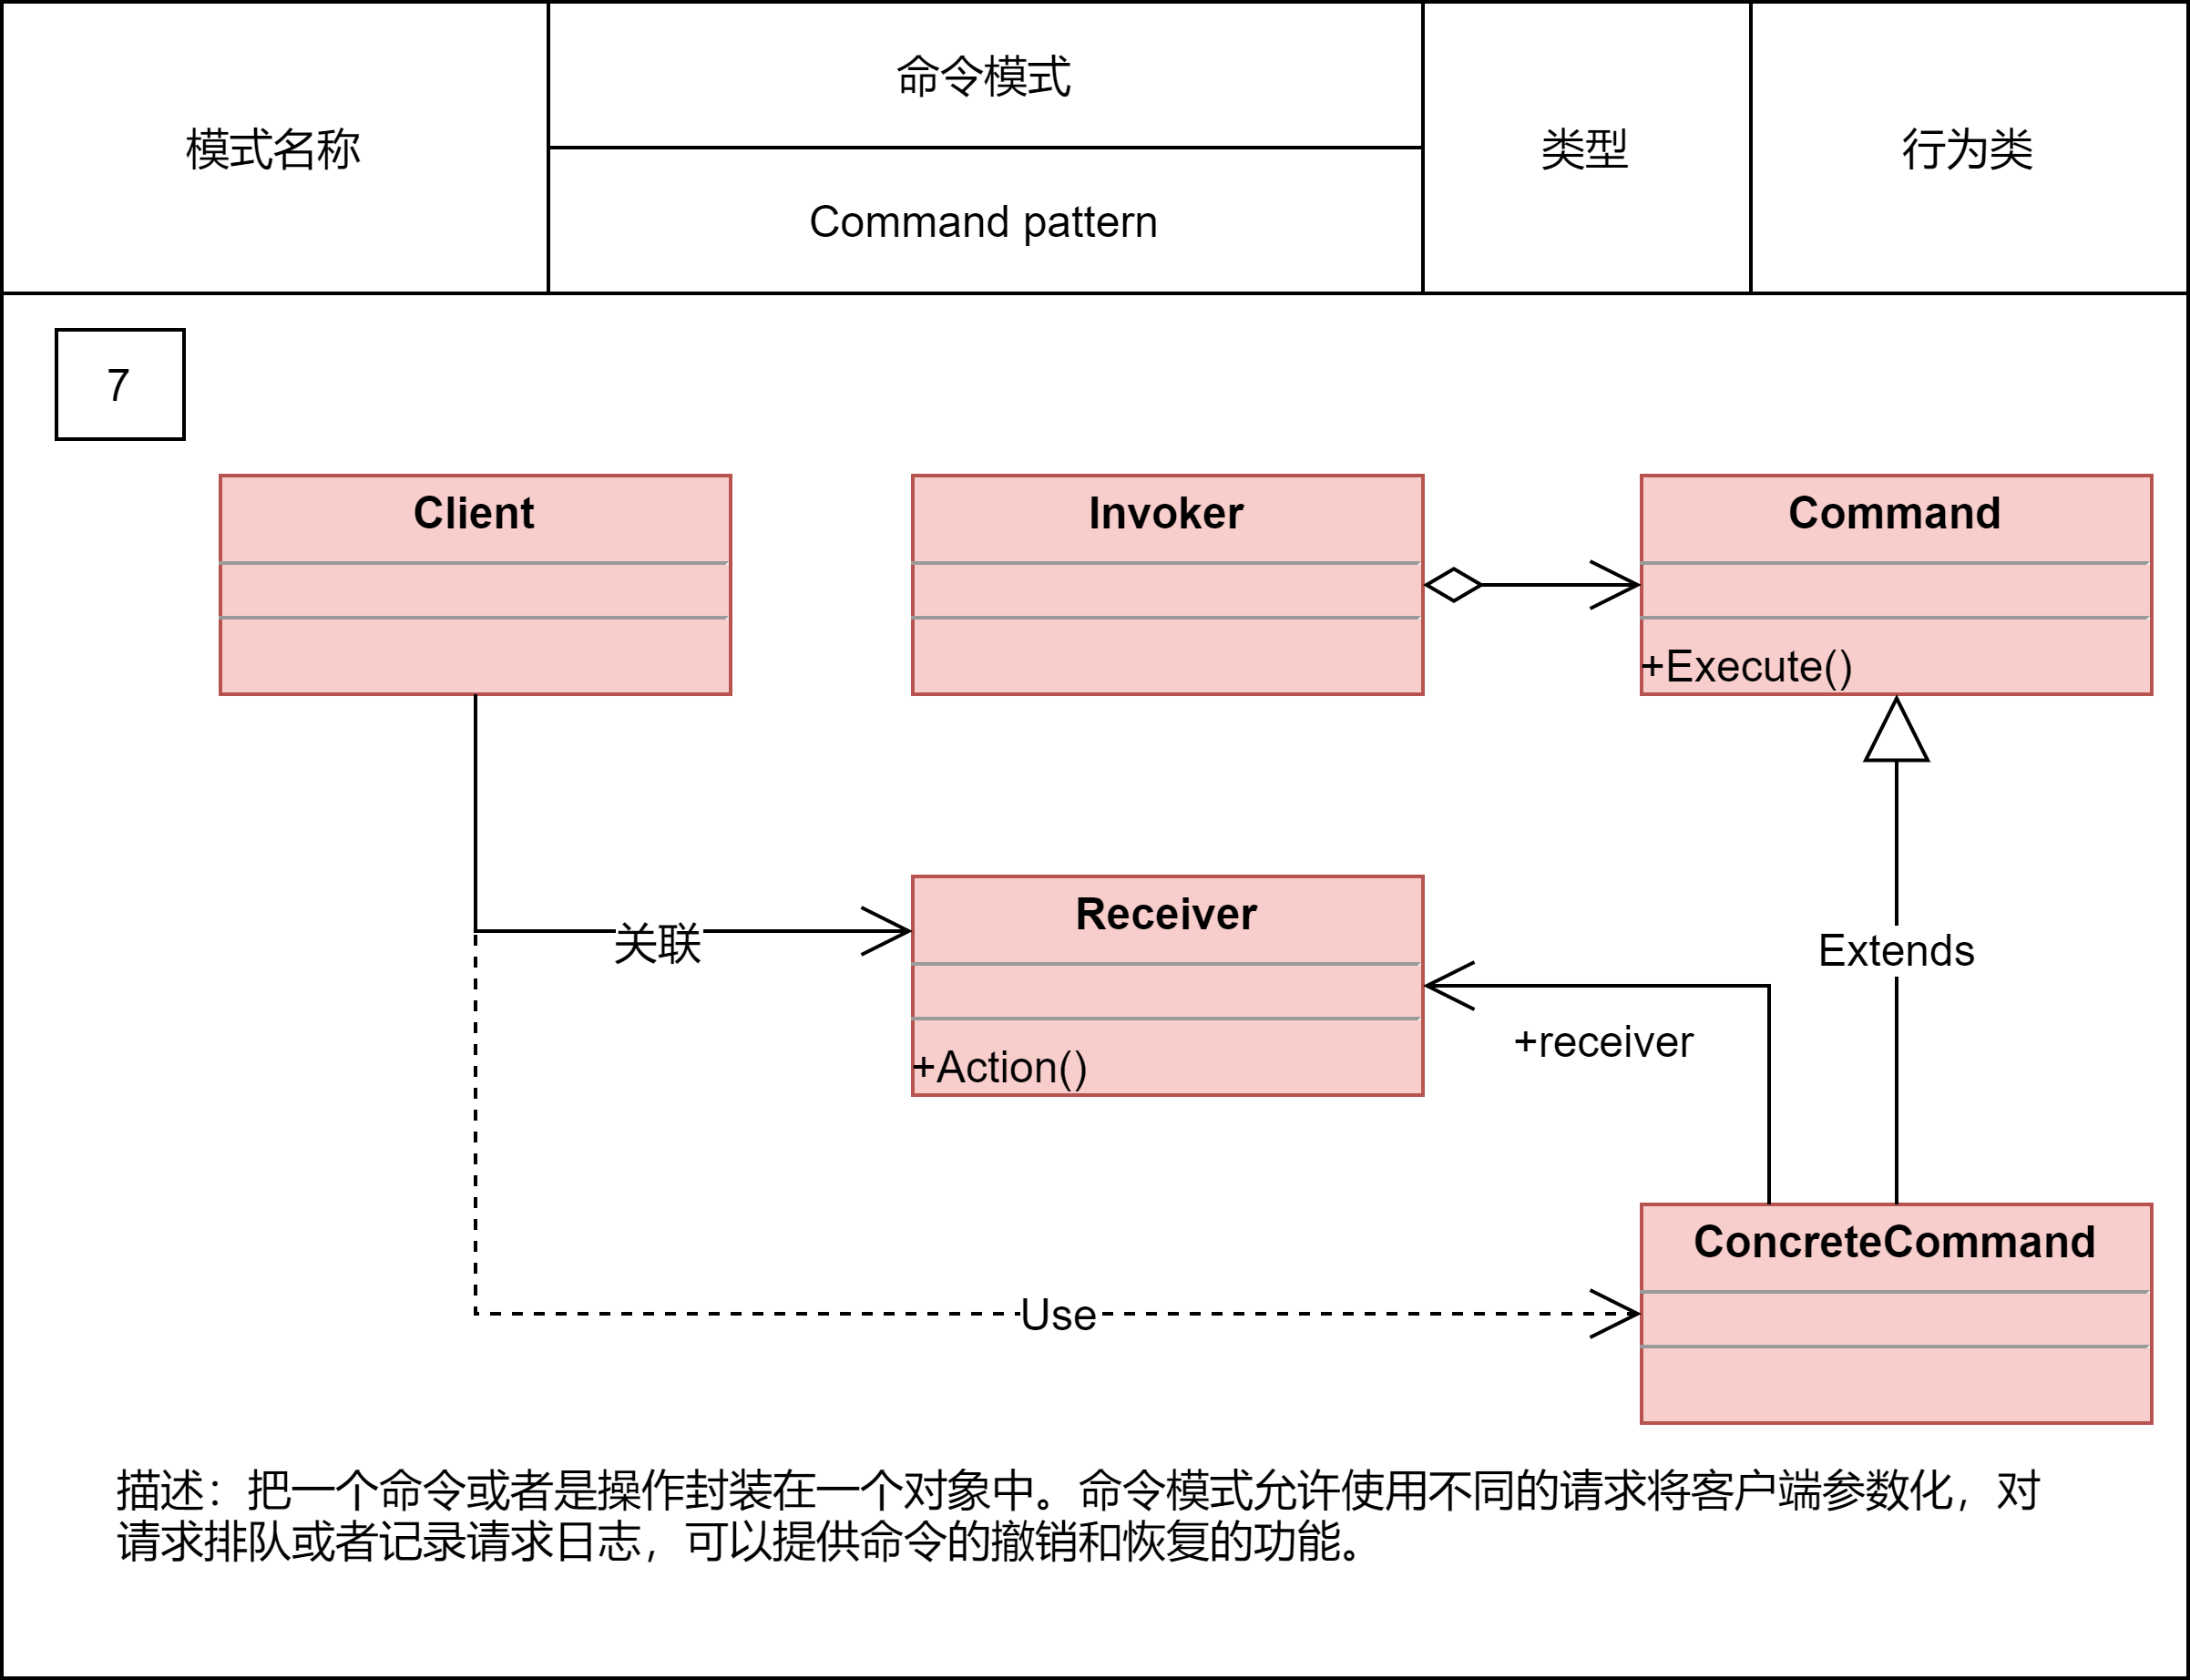 模式名称
命令模式
Command pattern
类型
行为类
7
Client
Invoker
Command
+Execute()
关联
Receiver
+Action()
Extends
+receiver
Use
ConcreteCommand
描述：把一个命令或者是操作封装在一个对象中。命令模式允许使用不同的请求将客户端参数化，对
请求排队或者记录请求日志，可以提供命令的撤销和恢复的功能。